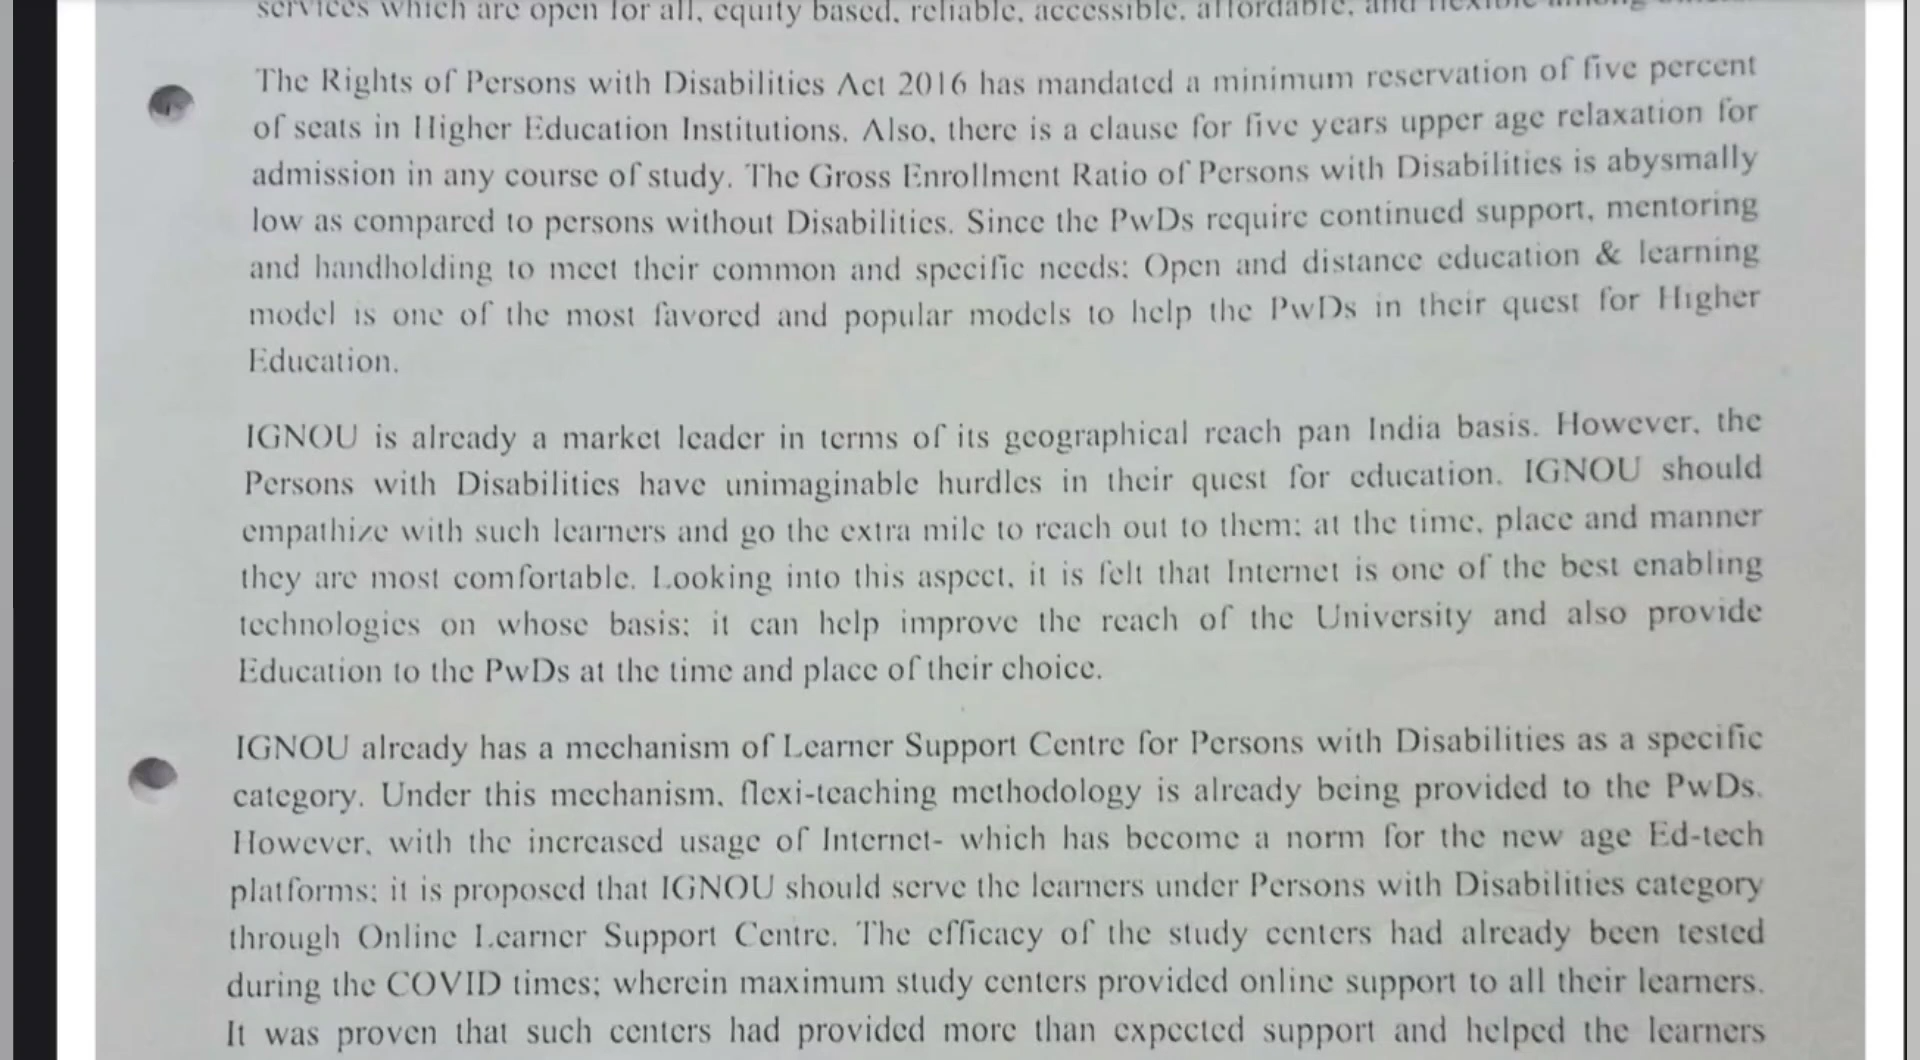 services which are open for all, equity based, reliable, accessible, affordable, and flexible among
The Rights of Persons with Disabilities Act 2016 has mandated a minimum reservation of five percent
of seats in Higher Education Institutions. Also, there is a clause for five years upper age relaxation for
admission in any course of study. The Gross Enrollment Ratio of Persons with Disabilities is abysmally
low as compared to persons without Disabilities. Since the PwDs require continued support, mentoring
and handholding to meet their common and specific needs; Open and distance education & learning
model is one of the most favored and popular models to help the PwDs in their quest for Higher
Education.
IGNOU is already a market leader in terms of its geographical reach pan India basis. However, the
Persons with Disabilities have unimaginable hurdles in their quest for education. IGNOU should
empathize with such learners and go the extra mile to reach out to them; at the time, place and manner
they are most comfortable. Looking into this aspect, it is felt that Internet is one of the best enabling
technologies on whose basis; it can help improve the reach of the University and also provide
Education to the PwDs at the time and place of their choice.
IGNOU already has a mechanism of Learner Support Centre for Persons with Disabilities as a specific
category. Under this mechanism, flexi-teaching methodology is already being provided to the PwDs.
However, with the increased usage of Internet- which has become a norm for the new age Ed-tech
platforms; it is proposed that IGNOU should serve the learners under Persons with Disabilities category
through Online Learner Support Centre. The efficacy of the study centers had already been tested
during the COVID times; wherein maximum study centers provided online support to all their learners.
It was proven that such centers had provided more than expected support and helped the learners